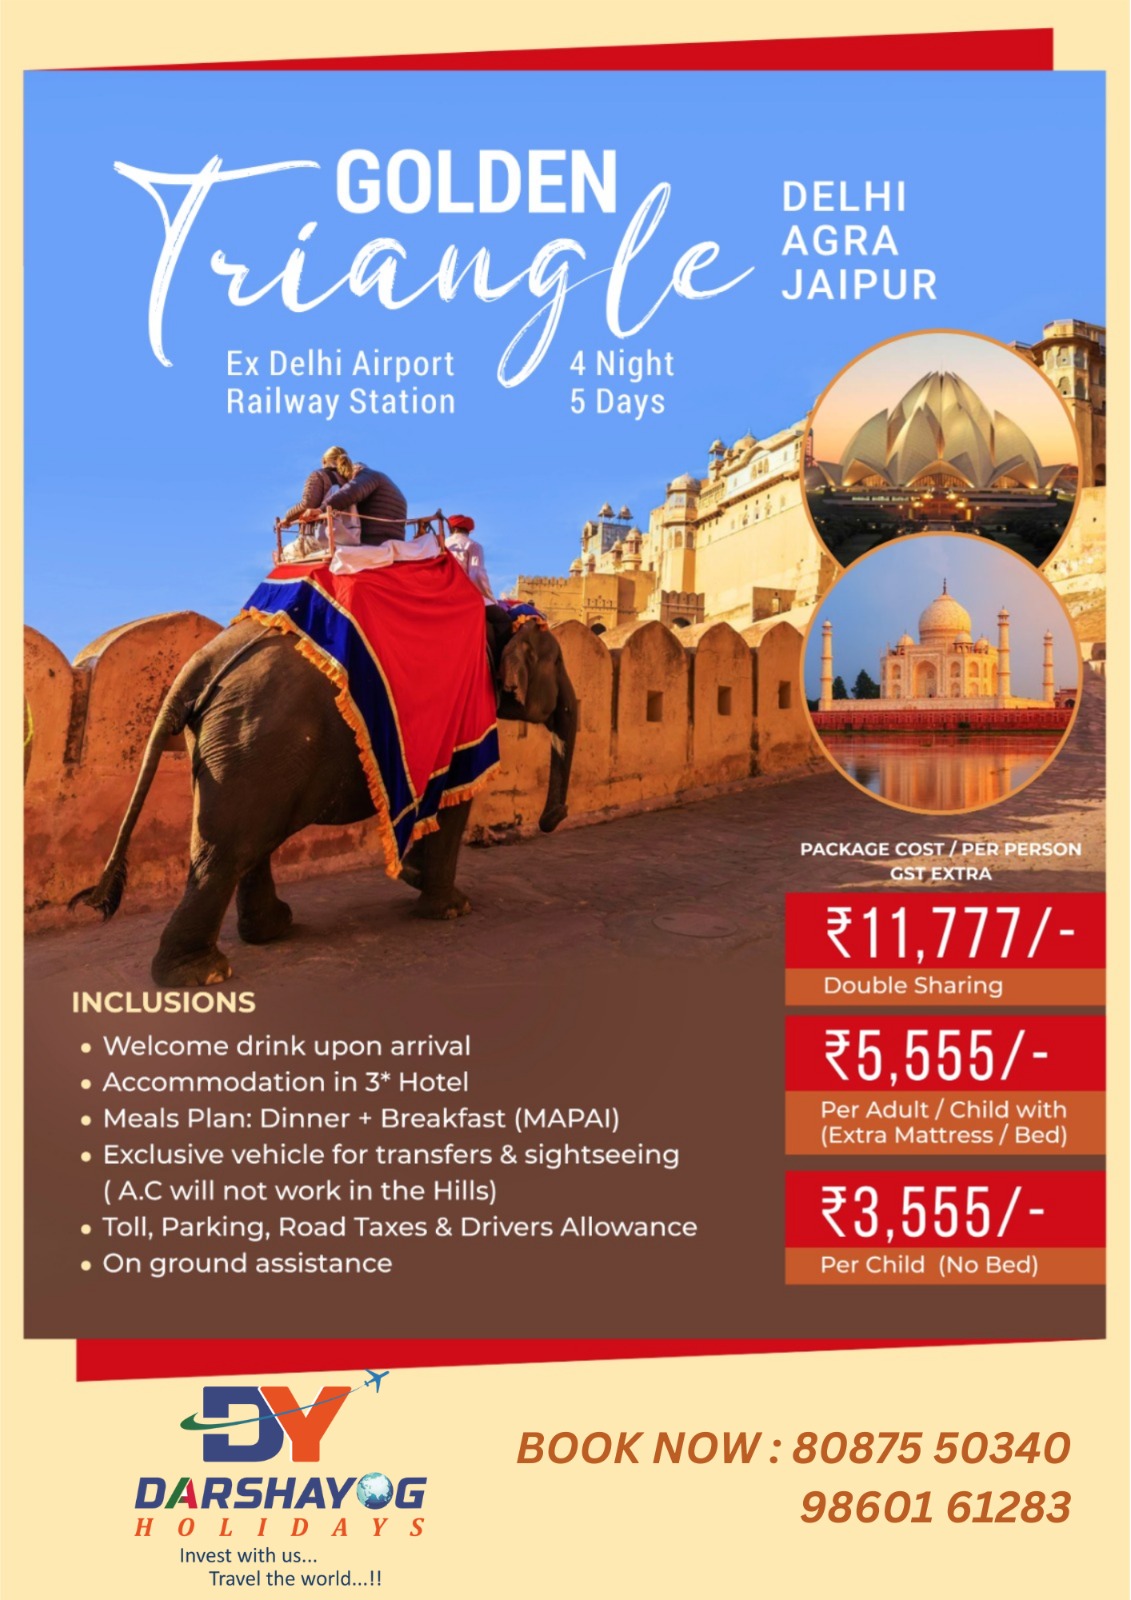 GOLDEN
Triangle
DELHI
AGRA
JAIPUR
Ex Delhi Airport
Railway Station
4 Night
5 Days
PACKAGE COST / PER PERSON
GST EXTRA
₹11,777/-
Double Sharing
₹5,555/-
Per Adult / Child with
(Extra Mattress / Bed)
₹3,555/-
Per Child (No Bed)
INCLUSIONS
• Welcome drink upon arrival
• Accommodation in 3* Hotel
• Meals Plan: Dinner + Breakfast (MAPAI)
• Exclusive vehicle for transfers & sightseeing
( A.C will not work in the Hills)
• Toll, Parking, Road Taxes & Drivers Allowance
• On ground assistance
DY
DARSHAYOG
HOLIDAYS
Invest with us...
Travel the world...!!
BOOK NOW : 80875 50340
98601 61283